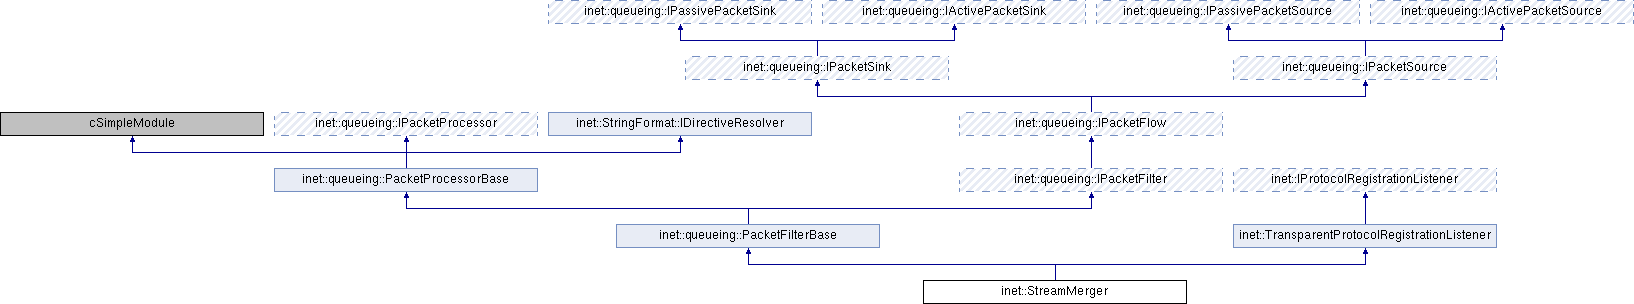 inet::queueing::IPassivePacketSink
inet::queueing::IActivePacketSink
inet::queueing::IPassivePacketSource
inet::queueing::IActivePacketSource
inet::queueing::IPacketSink
inet::queueing::IPacketSource
cSimpleModule
inet::queueing::IPacketProcessor
inet::StringFormat::IDirectiveResolver
inet::queueing::IPacketFlow
inet::queueing::PacketProcessorBase
inet::queueing::IPacketFilter
inet::IProtocolRegistrationListener
inet::queueing::PacketFilterBase
inet::TransparentProtocolRegistrationListener
inet::StreamMerger